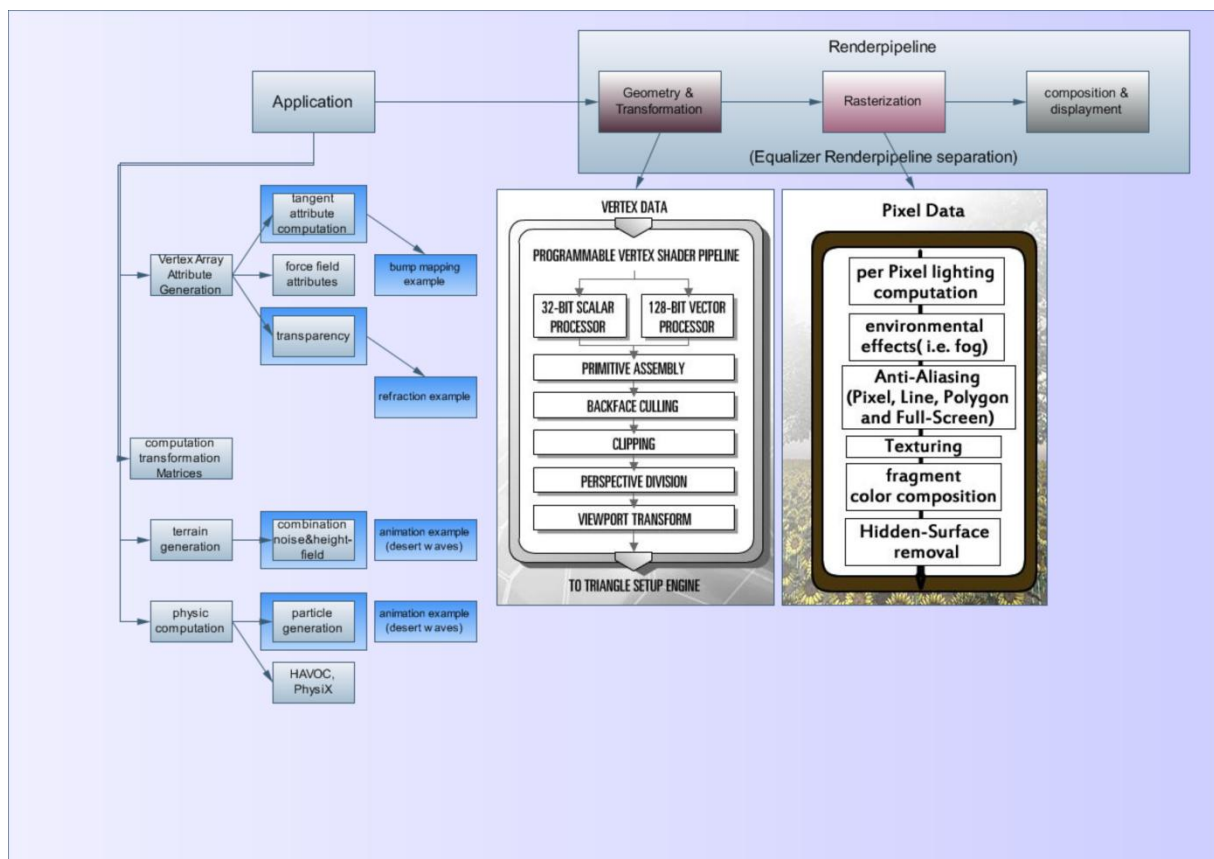 Renderpipeline
Application
Geometry &
Transformation
Rasterization
composition &
displayment
(Equalizer Renderpipeline separation)
tangent
attribute
computation
Vertex Array
Attribute
Generation
force field
attributes
bump mapping
example
transparency
refraction example
computation
transformation
Matrices
terrain
generation
combination
noise&height-
field
animation example
(desert waves)
physic
computation
particle
generation
animation example
(desert waves)
HAVOC,
PhysiX
VERTEX DATA
PROGRAMMABLE VERTEX SHADER PIPELINE
32-BIT SCALAR
PROCESSOR
128-BIT VECTOR
PROCESSOR
PRIMITIVE ASSEMBLY
BACKFACE CULLING
CLIPPING
PERSPECTIVE DIVISION
VIEWPORT TRANSFORM
TO TRIANGLE SETUP ENGINE
Pixel Data
per Pixel lighting
computation
environmental
effects( i.e. fog)
Anti-Aliasing
(Pixel, Line, Polygon
and Full-Screen)
Texturing
fragment
color composition
Hidden-Surface
removal